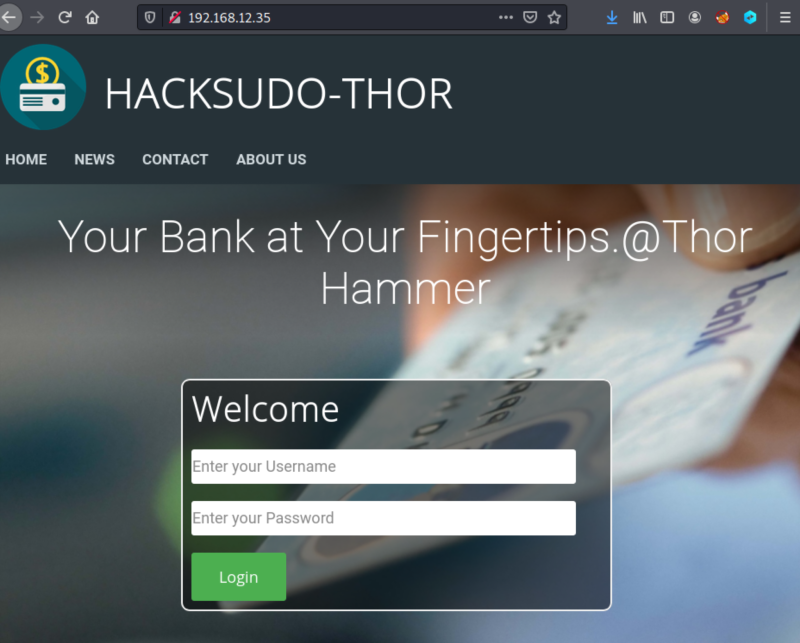 192.168.12.35
HACKSUDO-THOR
HOME NEWS CONTACT ABOUT US
Your Bank at Your Fingertips.@Thor
Hammer
bank
Welcome
Enter your Username
Enter your Password
Login